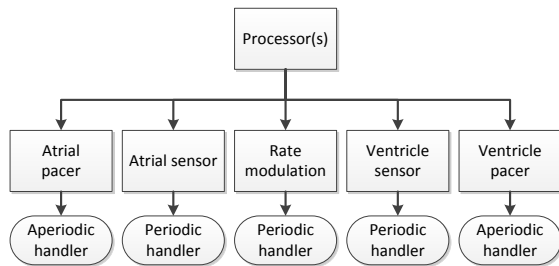 Processor(s)
Atrial
pacer
Atrial sensor
Rate
modulation
Ventricle
sensor
Ventricle
pacer
Aperiodic
handler
Periodic
handler
Periodic
handler
Periodic
handler
Aperiodic
handler